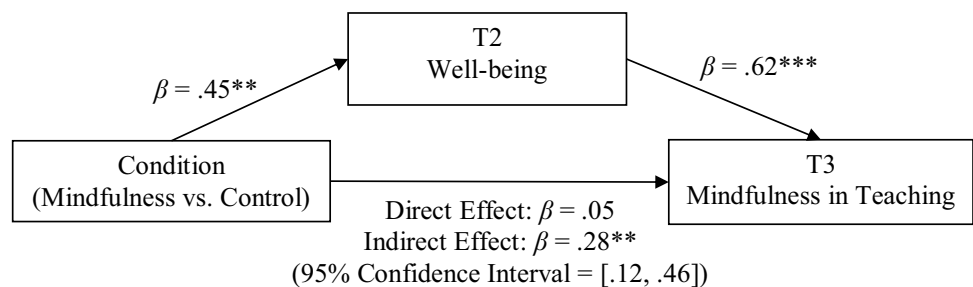 T2
Well-being
β = .45**
β = .62***
Condition
(Mindfulness vs. Control)
T3
Mindfulness in Teaching
Direct Effect: β = .05
Indirect Effect: β = .28**
(95% Confidence Interval = [.12, .46])